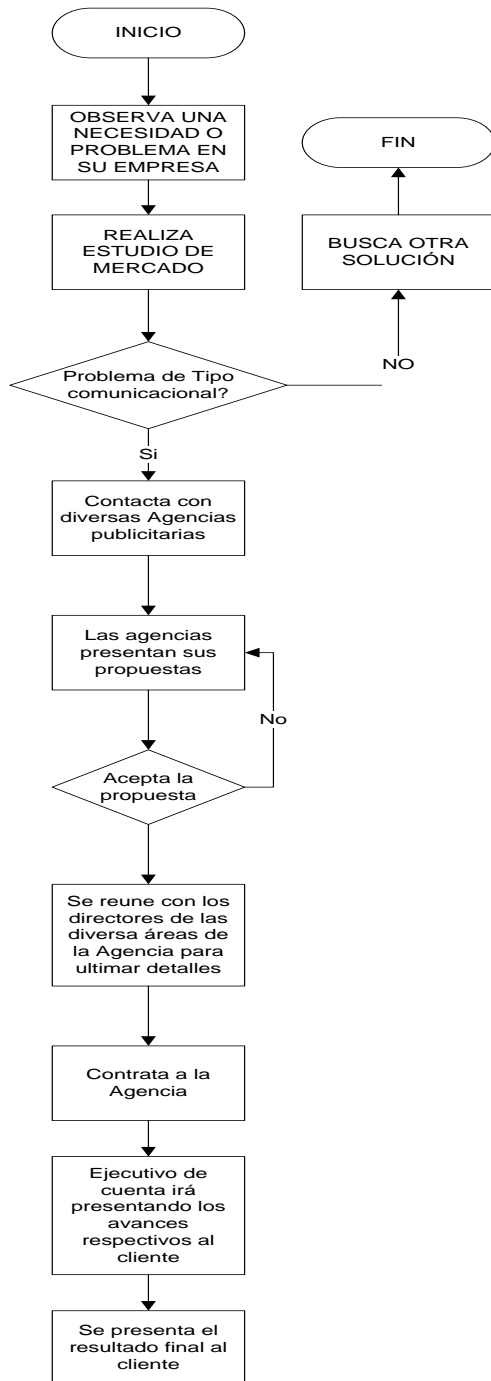 INICIO
OBSERVA UNA
NECESIDAD O
PROBLEMA EN
SU EMPRESA
FIN
REALIZA
ESTUDIO DE
MERCADO
BUSCA OTRA
SOLUCIÓN
Problema de Tipo
comunicacional?
NO
Si
Contacta con
diversas Agencias
publicitarias
Las agencias
presentan sus
propuestas
No
Acepta la
propuesta
Se reune con los
directores de las
diversa áreas de
la Agencia para
ultimar detalles
Contrata a la
Agencia
Ejecutivo de
cuenta irá
presentando los
avances
respectivos al
cliente
Se presenta el
resultado final al
cliente